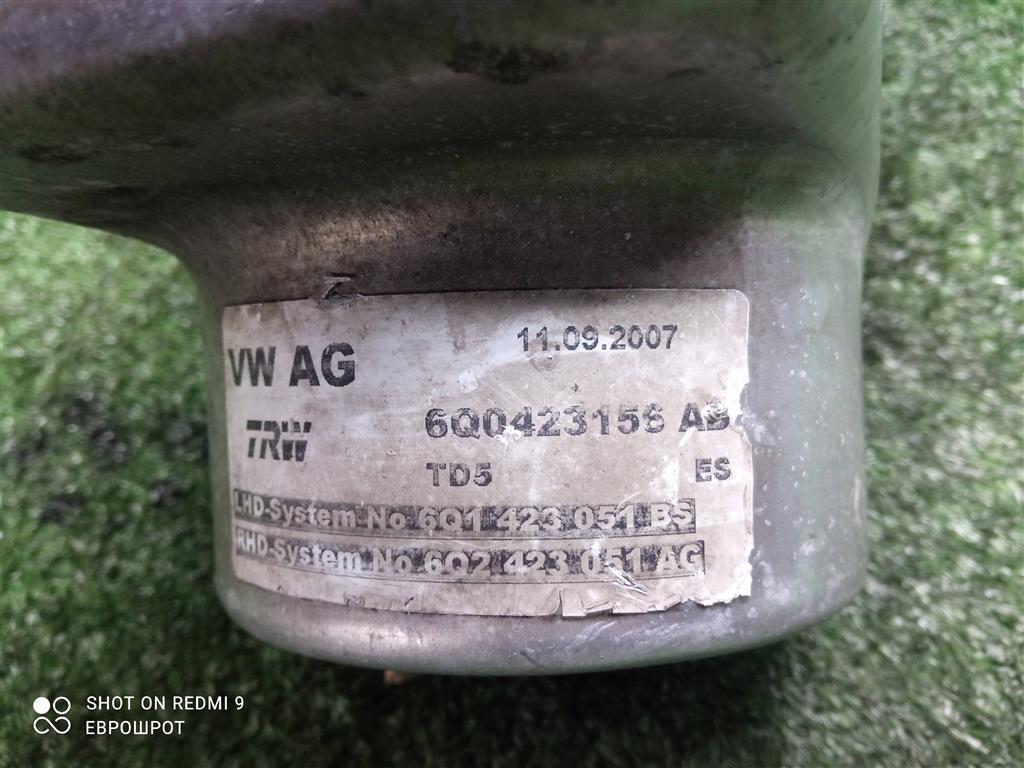 VW AG
11.09.2007
TRW
6Q0423156
TD5
ES
LHD-System No 6Q1 423 051 BS
RHD-System No 6Q2 423 051 AG
SHOT ON REDMI 9
ЕВРОШРОТ